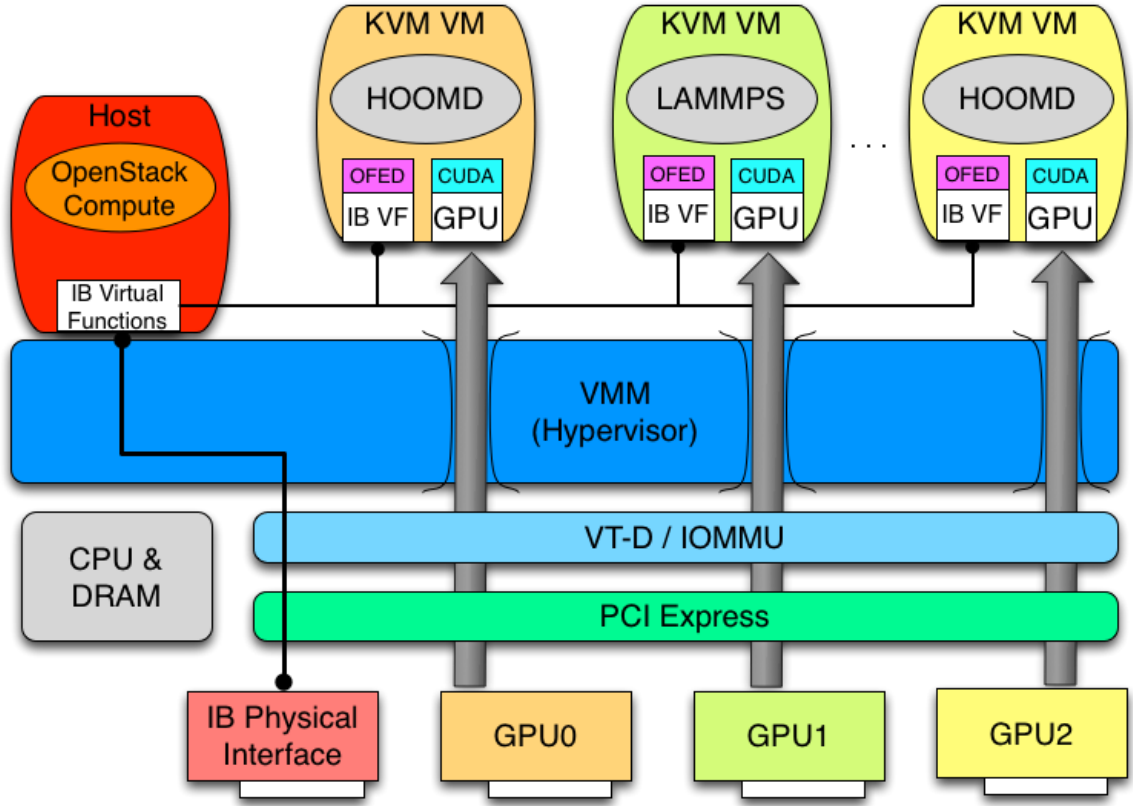 KVM VM
KVM VM
KVM VM
HOOMD
LAMMPS
HOOMD
Host
OpenStack
Compute
. . .
OFED
CUDA
OFED
CUDA
OFED
CUDA
IB VF
GPU
IB VF
GPU
IB VF
GPU
IB Virtual
Functions
VMM
(Hypervisor)
VT-D / IOMMU
CPU &
DRAM
PCI Express
IB Physical
Interface
GPU0
GPU1
GPU2